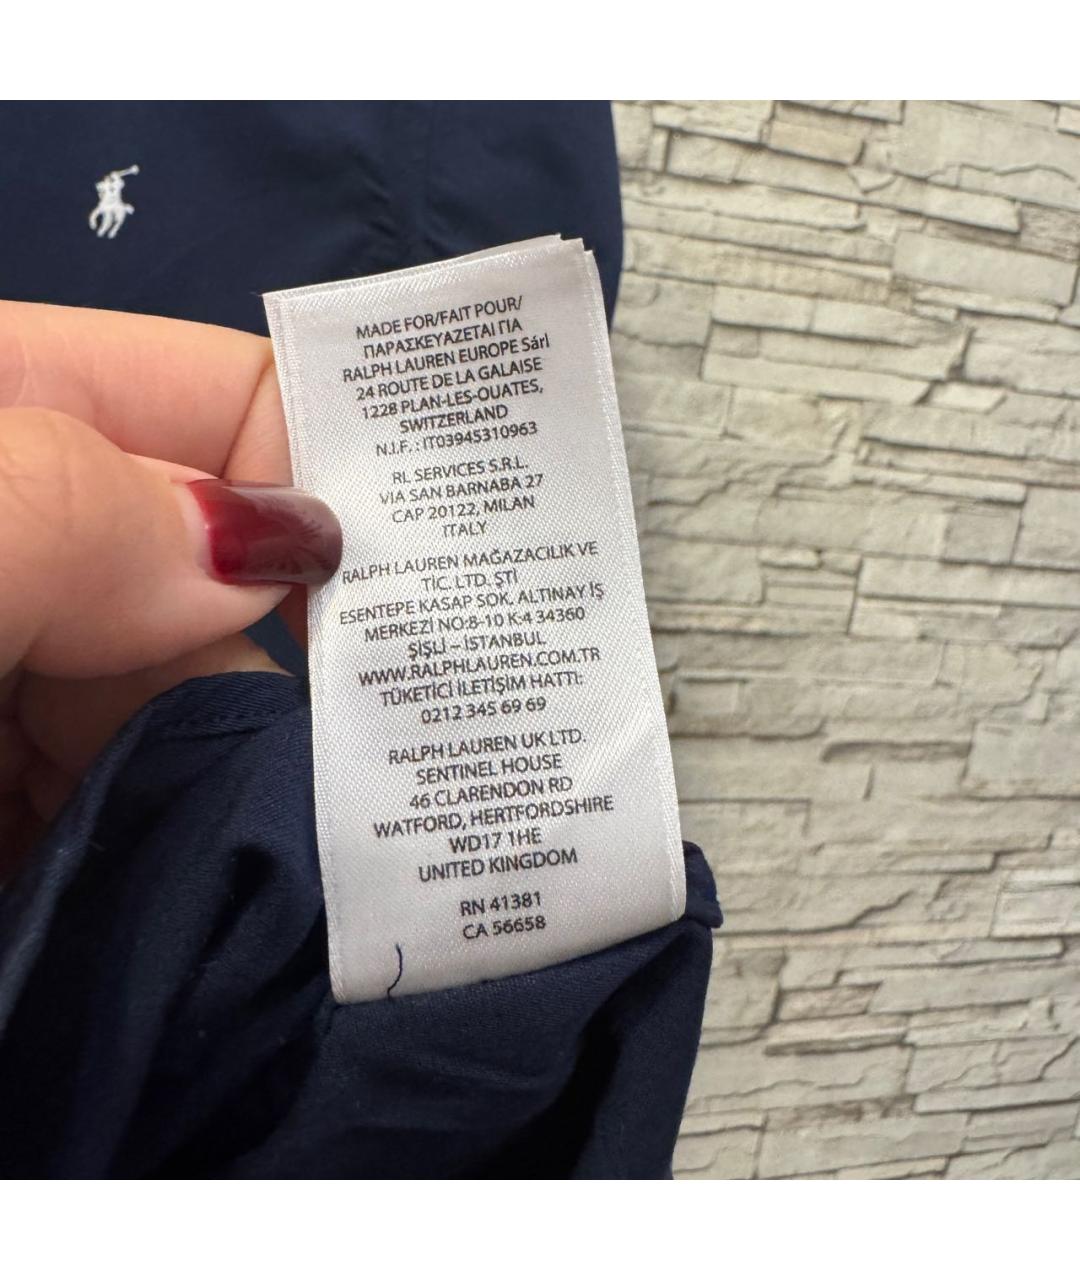 MADE FOR/FAIT POUR/
ΠΑΡΑΣΚΕΥΑΖΕΤΑΙ ΓΙΑ
RALPH LAUREN EUROPE Sárl
24 ROUTE DE LA GALAISE
1228 PLAN-LES-OUATES,
SWITZERLAND
N.I.F. : IT03945310963
RL SERVICES S.R.L.
VIA SAN BARNABA 27
CAP 20122, MILAN
ITALY
RALPH LAUREN MAĞAZACILIK VE
TİC. LTD. ŞTİ
ESENTEPE KASAP SOK. ALTINAY İŞ
MERKEZİ NO:8-10 K:4 34360
ŞİŞLİ – İSTANBUL
WWW.RALPHLAUREN.COM.TR
TÜKETİCİ İLETİŞIM HATTI:
0212 345 69 69
RALPH LAUREN UK LTD.
SENTINEL HOUSE
46 CLARENDON RD
WATFORD, HERTFORDSHIRE
WD17 1HE
UNITED KINGDOM
RN 41381
CA 56658